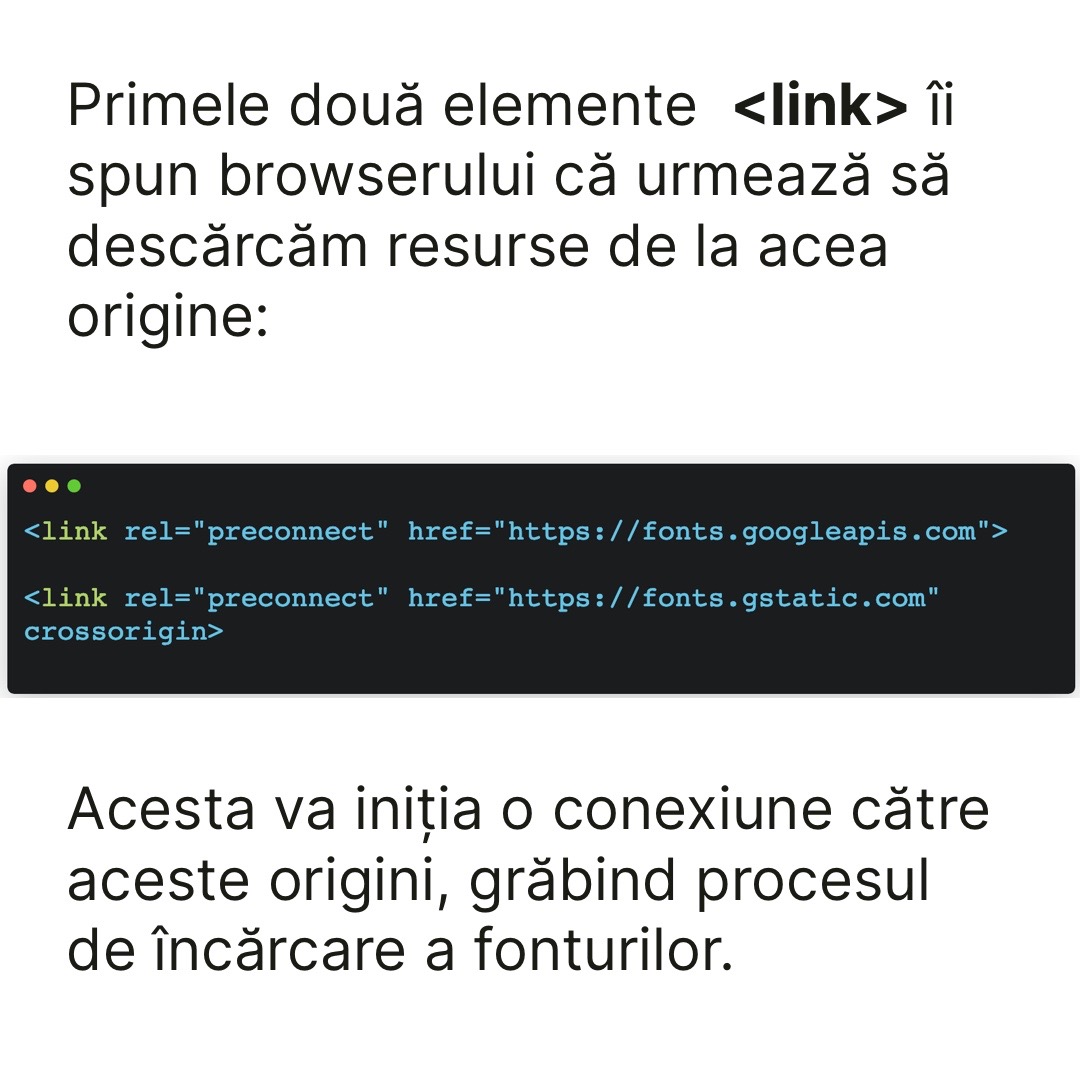 Primele două elemente <link> îi
spun browserului că urmează să
descărcăm resurse de la acea
origine:
<link rel="preconnect" href="https://fonts.googleapis.com">
<link rel="preconnect" href="https://fonts.gstatic.com"
crossorigin>
Acesta va iniția o conexiune către
aceste origini, grăbind procesul
de încărcare a fonturilor.